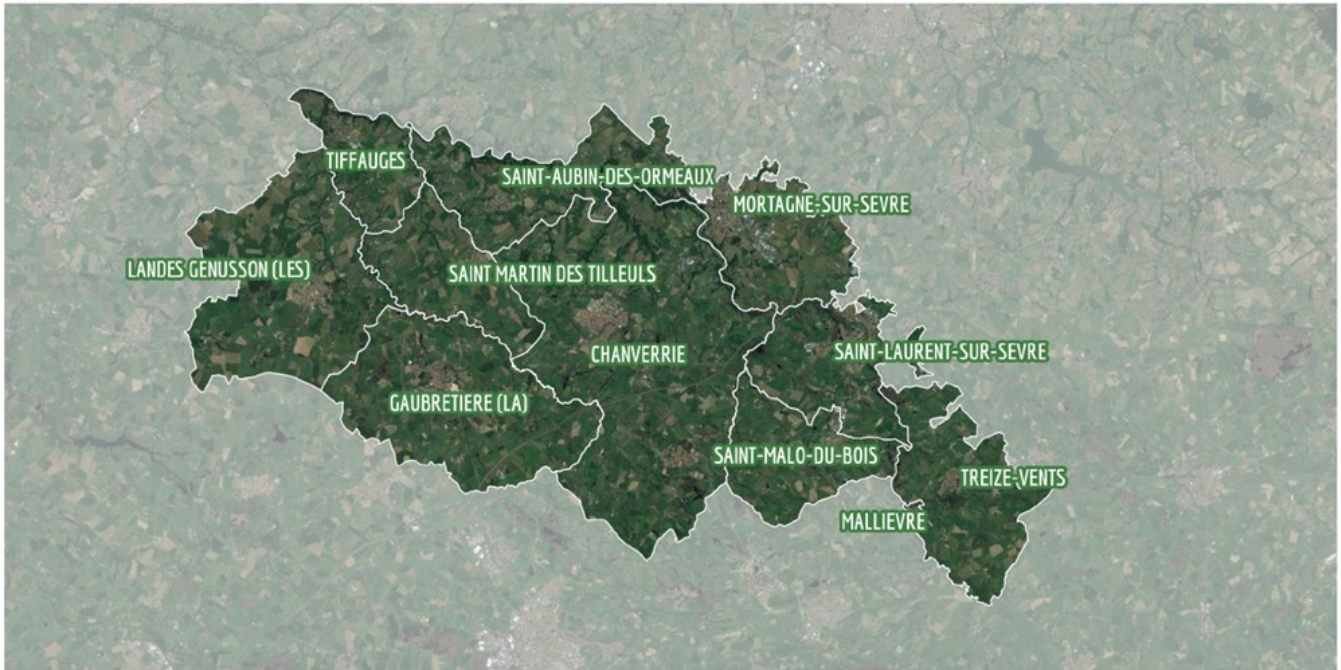 TIFFAUGES
SAINT-AUBIN-DES-ORMEAUX
MORTAGNE-SUR-SEVRE
LANDES GENUSSON (LES)
SAINT MARTIN DES TILLEULS
CHANVERRIE
SAINT-LAURENT-SUR-SEVRE
GAUBRETIERE (LA)
SAINT-MALO-DU-BOIS
TREIZE-VENTS
MALLIEVRE